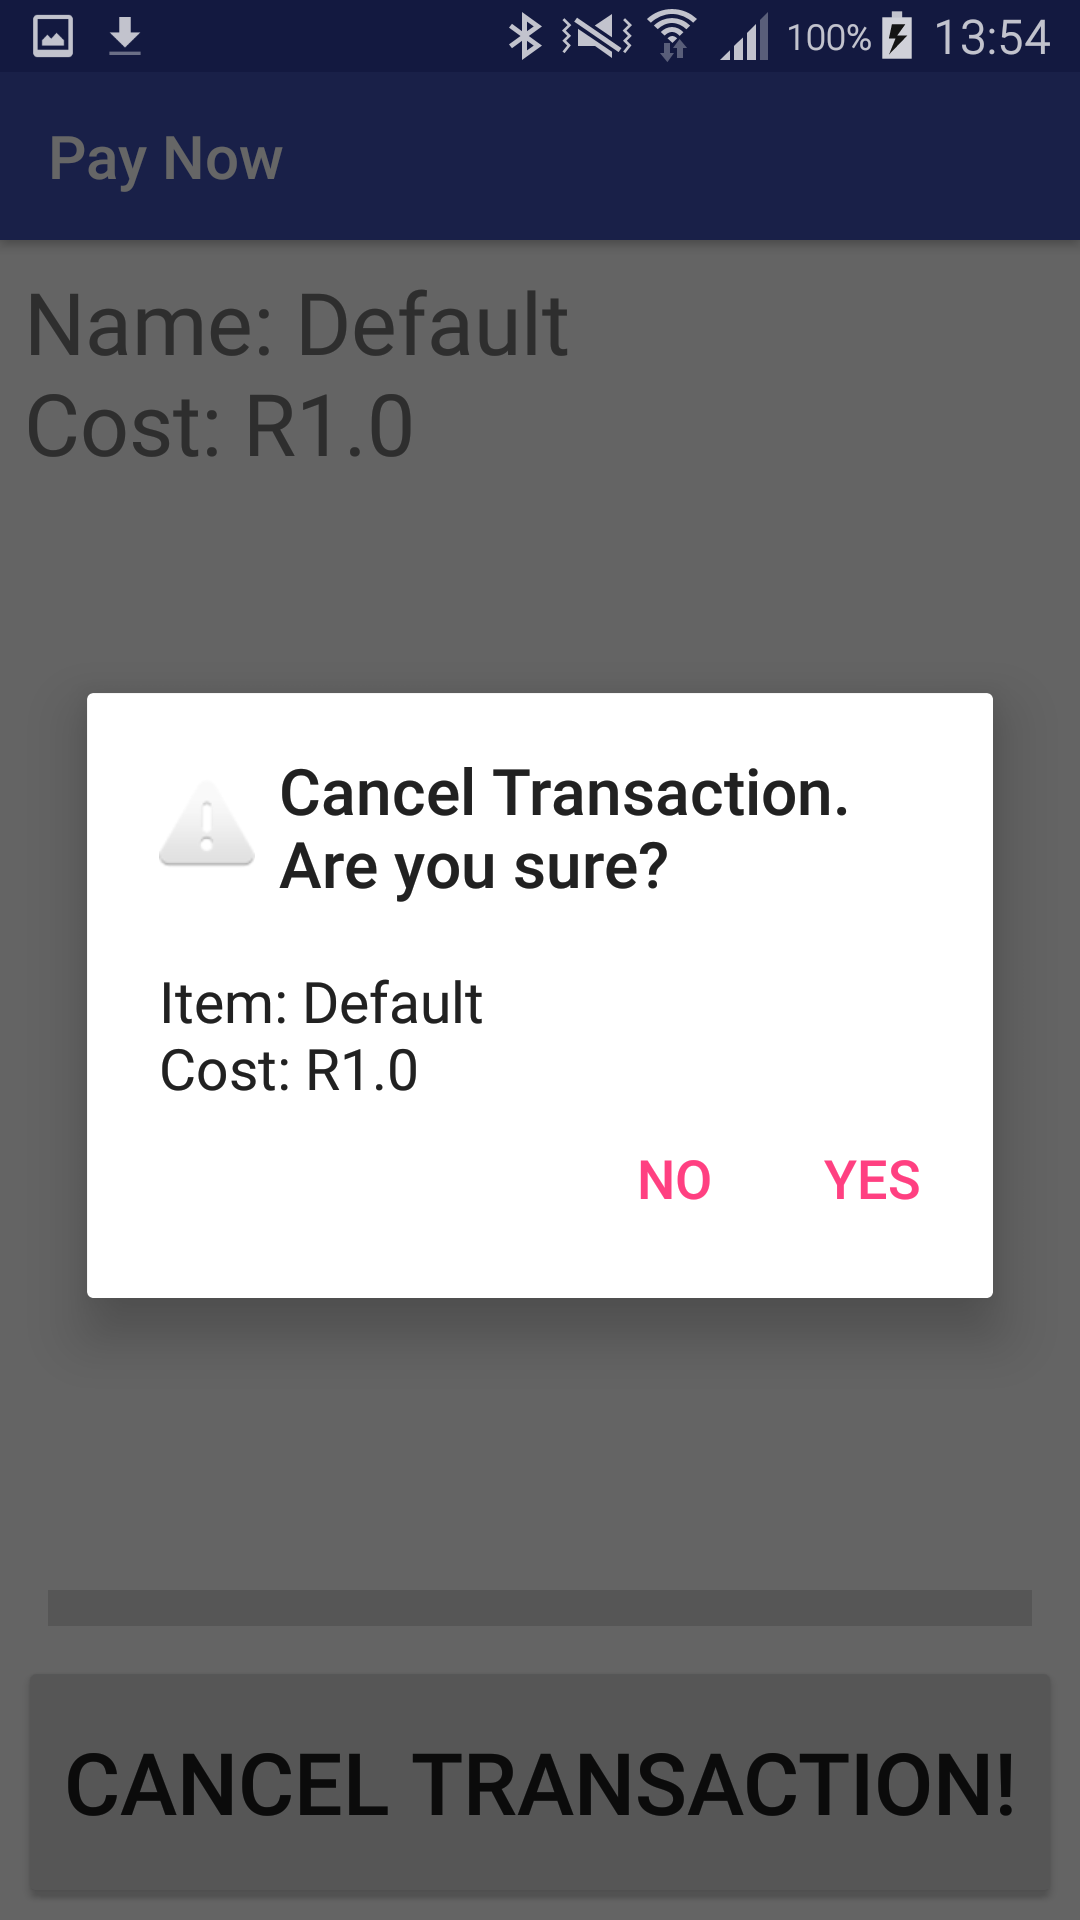 100% 13:54
Pay Now
Name: Default
Cost: R1.0
Cancel Transaction.
Are you sure?
Item: Default
Cost: R1.0
NO YES
CANCEL TRANSACTION!